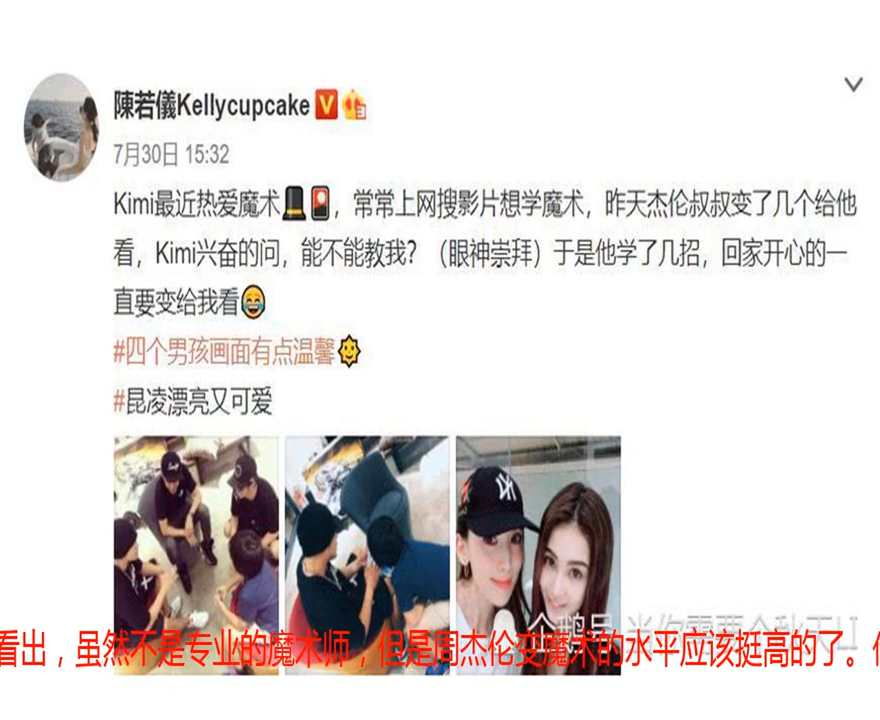 陳若儀Kellycupcake
7月30日 15:32
Kimi最近热爱魔术🎩🎴，常常上网搜影片想学魔术，昨天杰伦叔叔变了几个给他
看，Kimi兴奋的问，能不能教我？（眼神崇拜）于是他学了几招，回家开心的一
直要变给我看😂
#四个男孩画面有点温馨🌞
#昆凌漂亮又可爱
看出，虽然不是专业的魔术师，但是周杰伦变魔术的水平应该挺高的了。